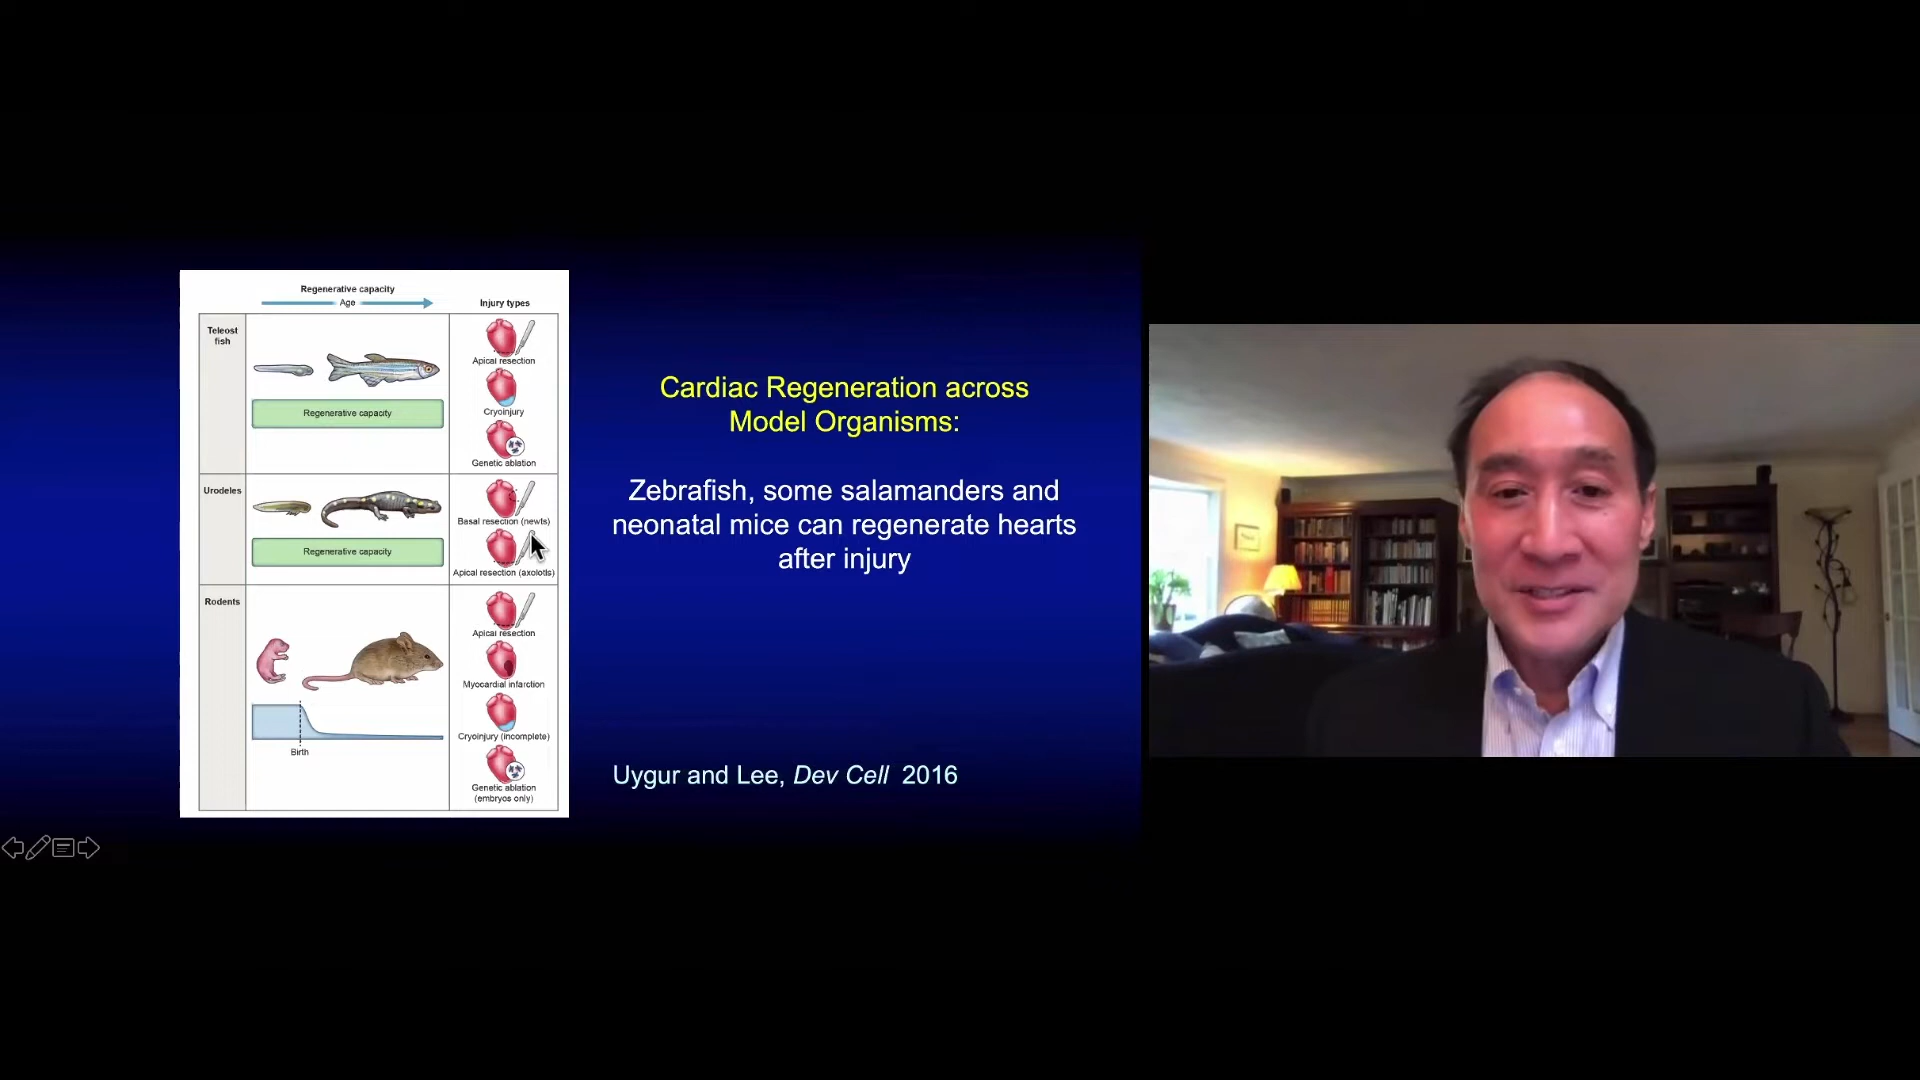 Regenerative capacity
Age
Injury types
Teleost
fish
Regenerative capacity
Apical resection
Cryoinjury
Genetic ablation
Urodeles
Regenerative capacity
Basal resection (newts)
Apical resection (axolotls)
Rodents
Birth
Apical resection
Myocardial infarction
Cryoinjury (incomplete)
Genetic ablation
(embryos only)
Cardiac Regeneration across
Model Organisms:
Zebrafish, some salamanders and
neonatal mice can regenerate hearts
after injury
Uygur and Lee, Dev Cell 2016